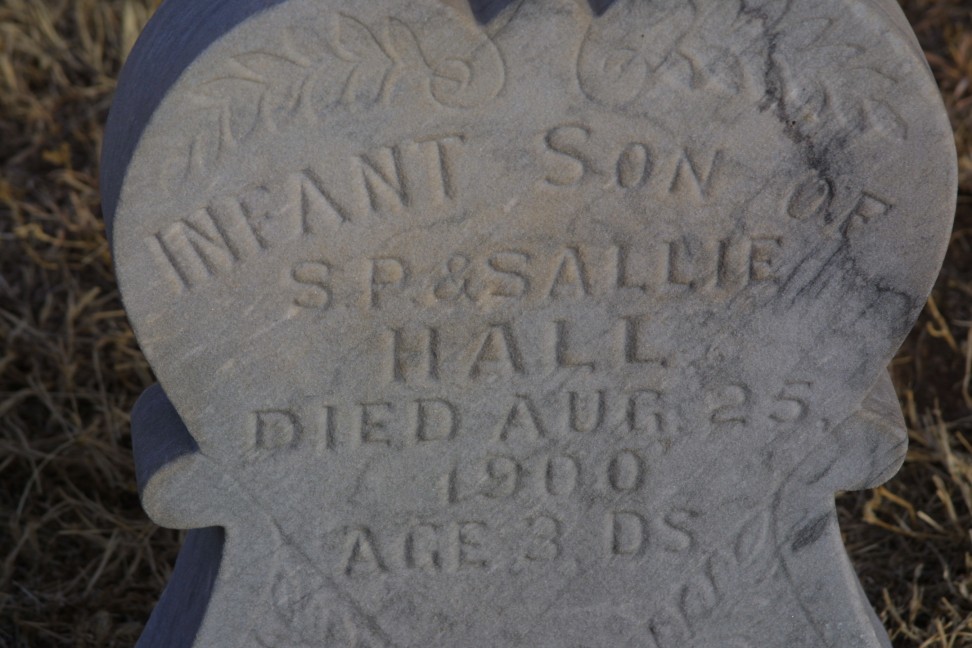 INFANT SON OF
S.P. & SALLIE
HALL
DIED AUG. 25,
1900
AGE 3 DS.